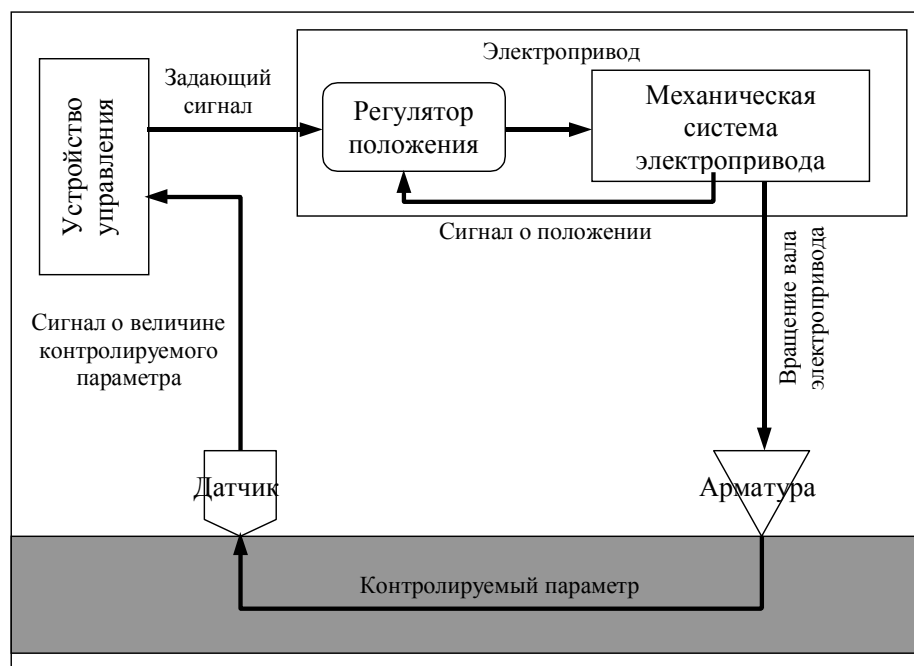 Электропривод
Задающий
сигнал
Устройство
управления
Регулятор
положения
Механическая
система
электропривода
Сигнал о положении
Вращение вала
электропривода
Сигнал о величине
контролируемого
параметра
Датчик
Арматура
Контролируемый параметр